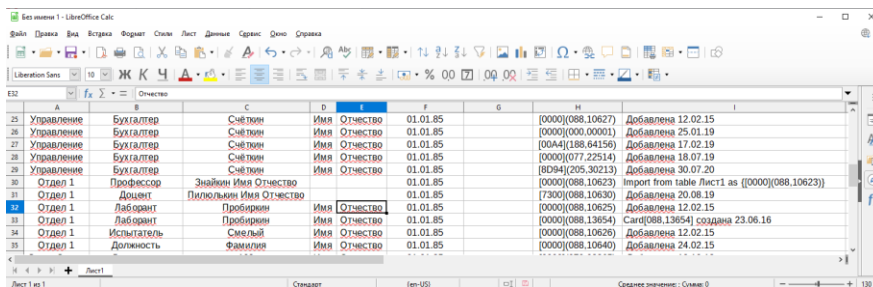 Без имени 1 - LibreOffice Calc
Файл Правка Вид Вставка Формат Стили Лист Данные Сервис Окно Справка
Liberation Sans 10 Ж К Ч А % 00 7 .00 .00
E32 fx Σ = Отчество
A B C D E F G H I
25 Управление Бухгалтер Счёткин Имя Отчество 01.01.85 [0000](088,10627) Добавлена 12.02.15
26 Управление Бухгалтер Счёткин Имя Отчество 01.01.85 [0000](000,00001) Добавлена 25.01.19
27 Управление Бухгалтер Счёткин Имя Отчество 01.01.85 [00A4](188,64156) Добавлена 17.02.19
28 Управление Бухгалтер Счёткин Имя Отчество 01.01.85 [0000](077,22514) Добавлена 18.07.19
29 Управление Бухгалтер Счёткин Имя Отчество 01.01.85 [8D94](205,30213) Добавлена 30.07.20
30 Отдел 1 Профессор Знайкин Имя Отчество 01.01.85 [0000](088,10623) Import from table Лист1 as {[0000](088,10623)}
31 Отдел 1 Доцент Пилюлькин Имя Отчество 01.01.85 [7300](088,10630) Добавлена 20.08.19
32 Отдел 1 Лаборант Пробиркин Имя Отчество 01.01.85 [0000](088,10625) Добавлена 12.02.15
33 Отдел 1 Лаборант Пробиркин Имя Отчество 01.01.85 [0000](088,13654) Card[088,13654] создана 23.06.16
34 Отдел 1 Испытатель Смелый Имя Отчество 01.01.85 [0000](088,10626) Добавлена 12.02.15
35 Отдел 1 Должность Фамилия Имя Отчество 01.01.85 [0000](088,10640) Добавлена 24.02.15
Лист1
Лист 1 из 1 Стандарт (en-US) Среднее значение: ; Сумма: 0 130